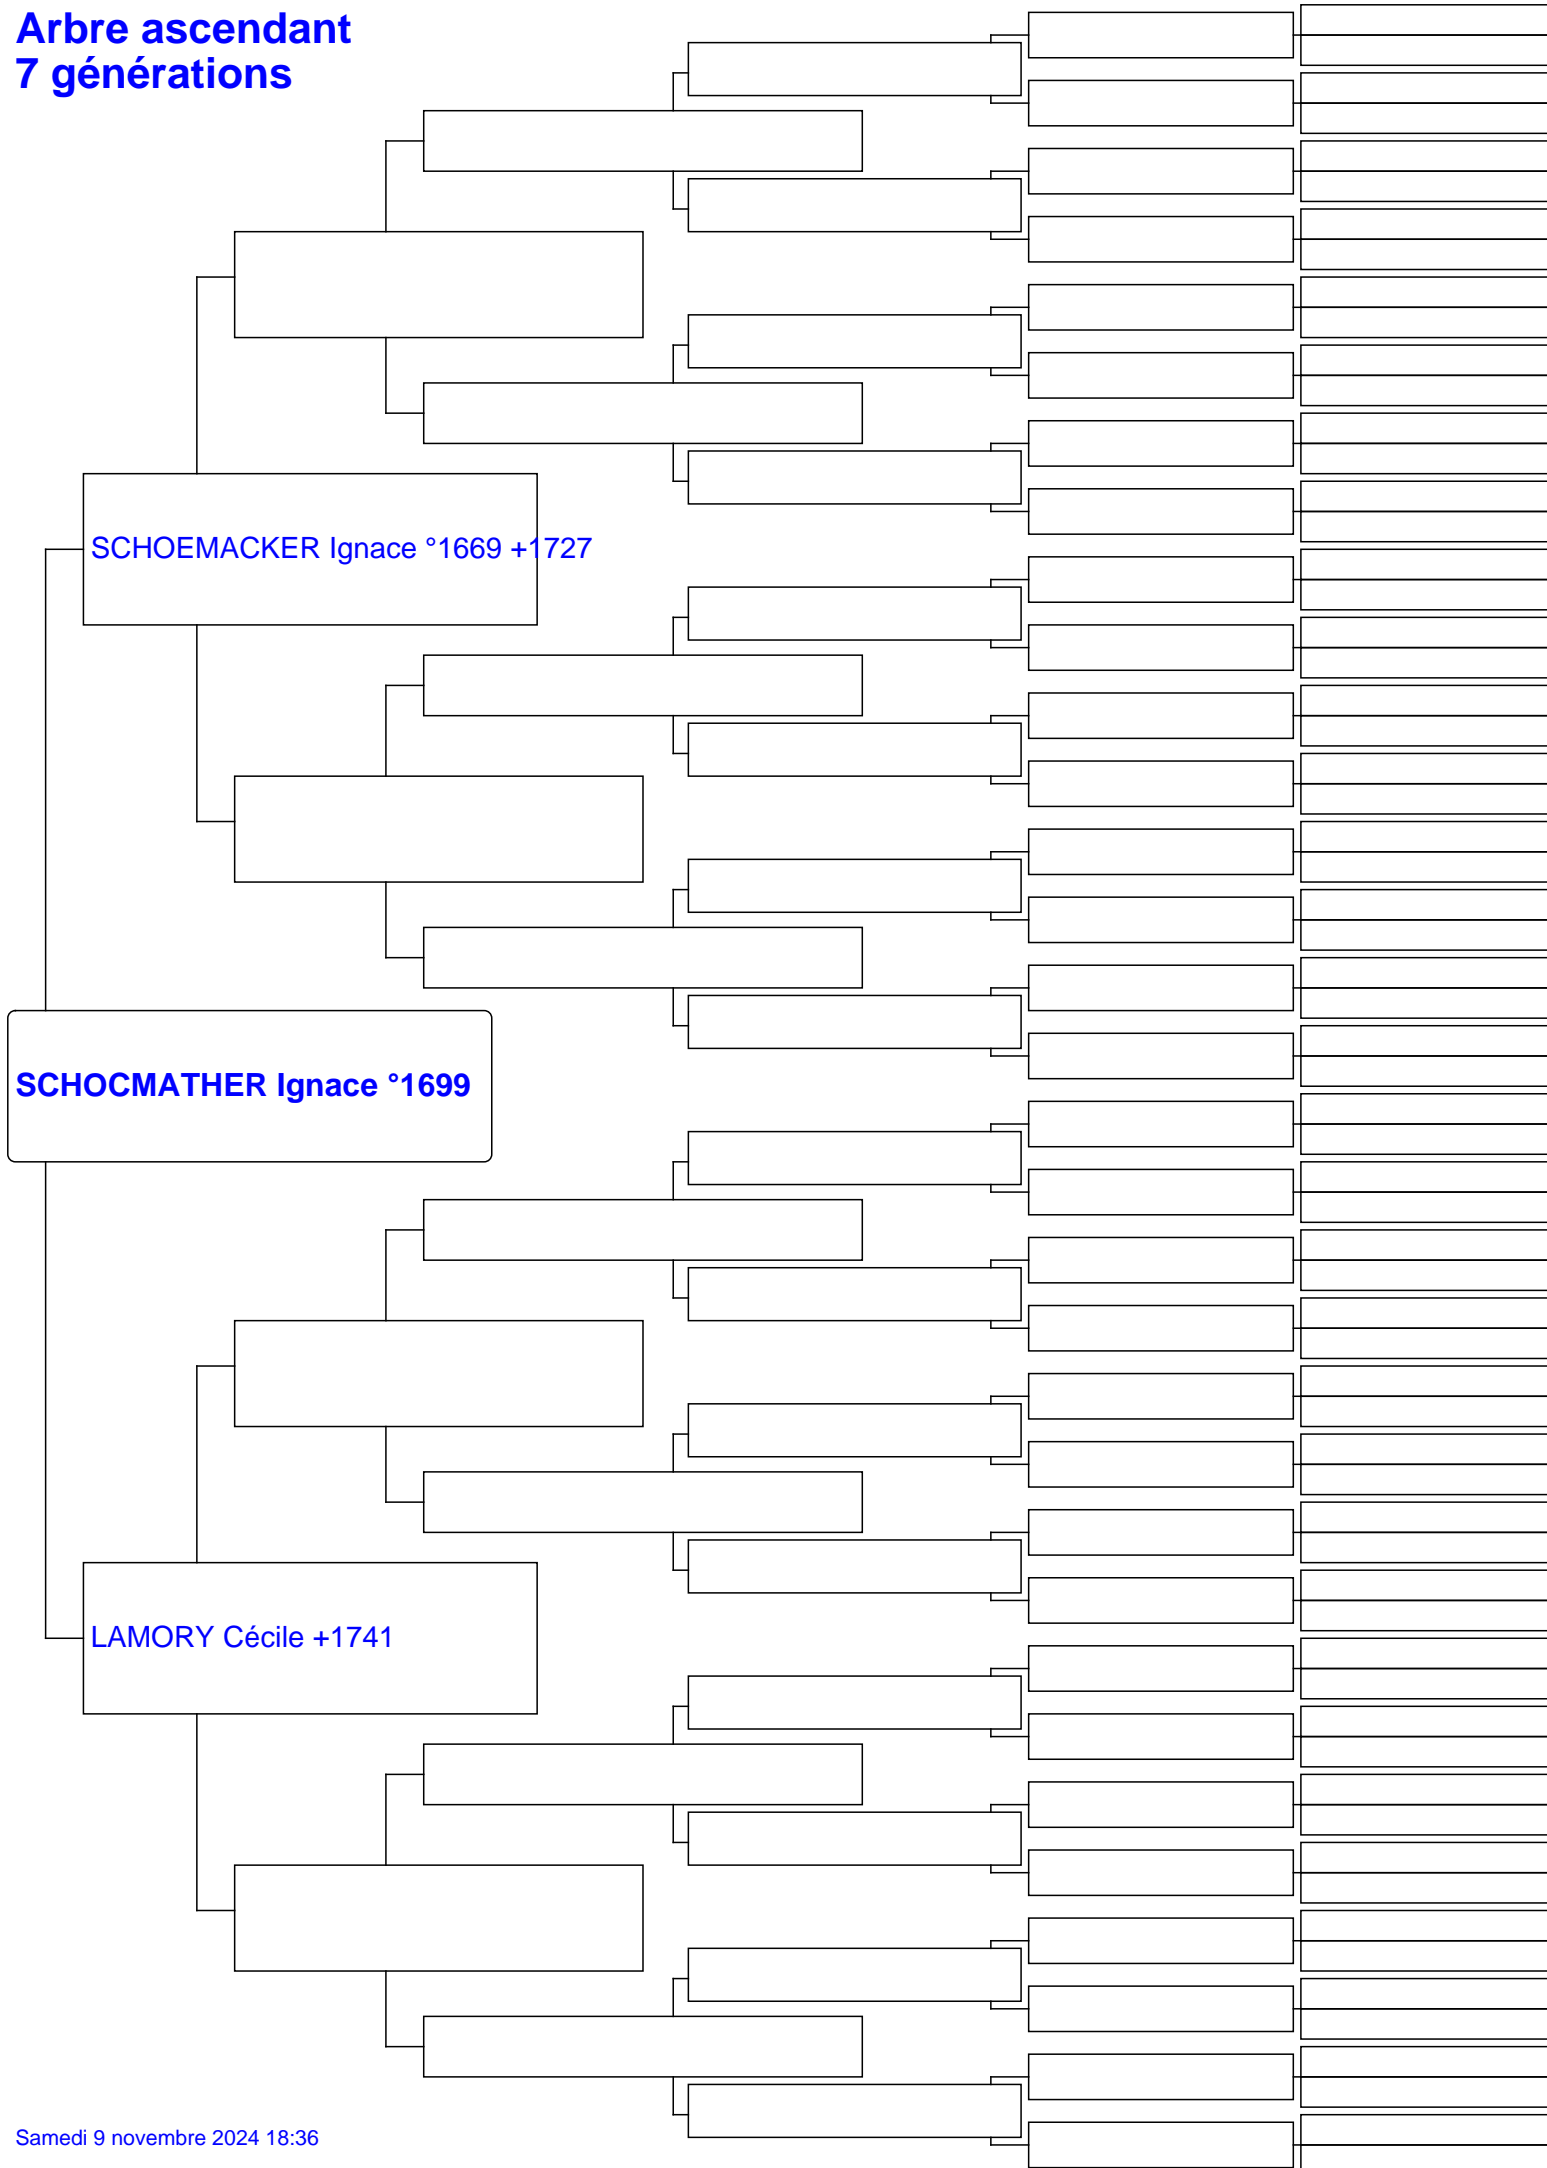 Arbre ascendant
7 générations
SCHOEMACKER Ignace °1669 +1727
SCHOCMATHER Ignace °1699
LAMORY Cécile +1741
Samedi 9 novembre 2024 18:36